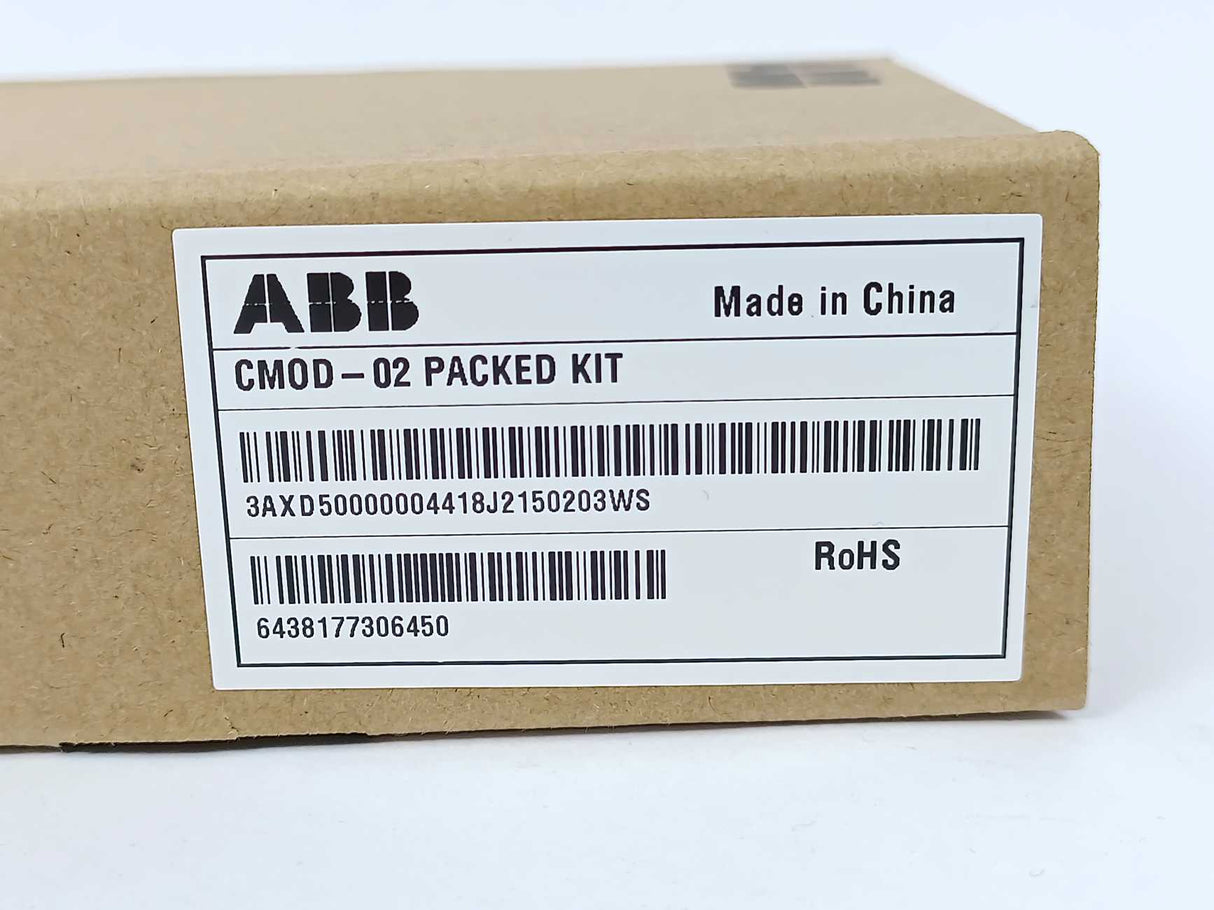 ABB
Made in China
CMOD-02 PACKED KIT
3AXD50000004418J2150203WS
RoHS
6438177306450